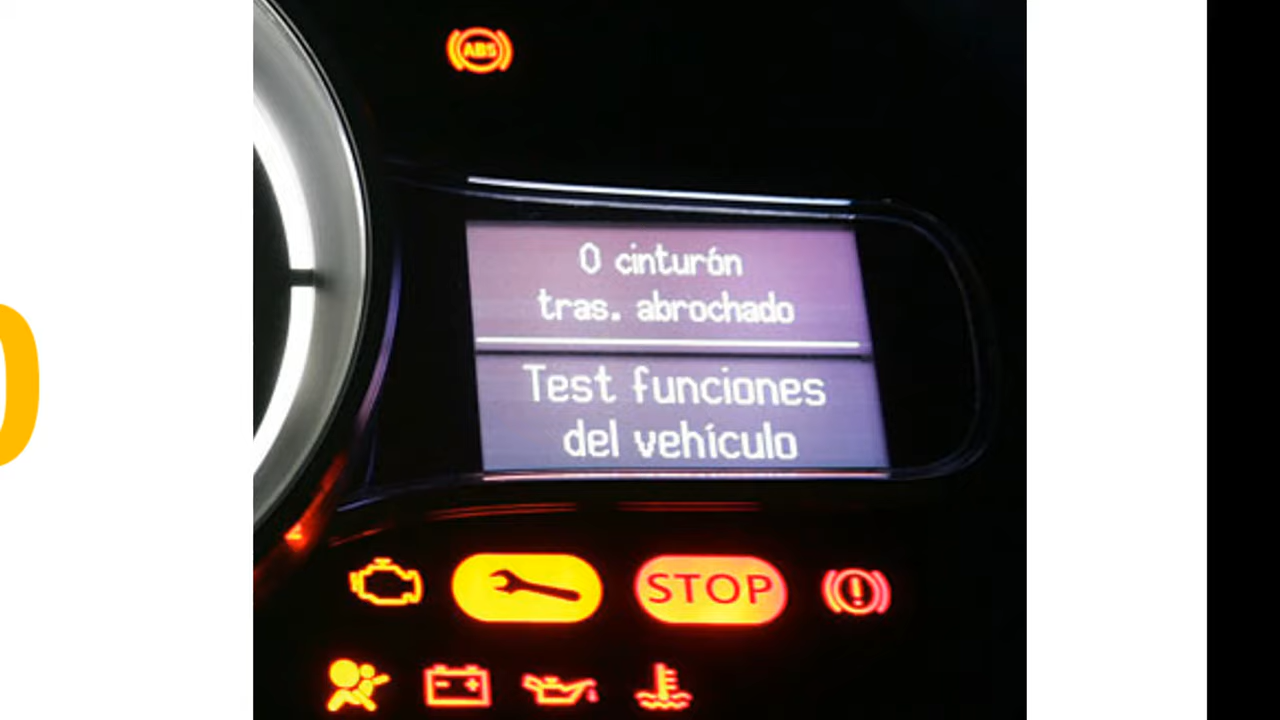 ABS
0 cinturón
tras. abrochado
Test funciones
del vehículo
STOP